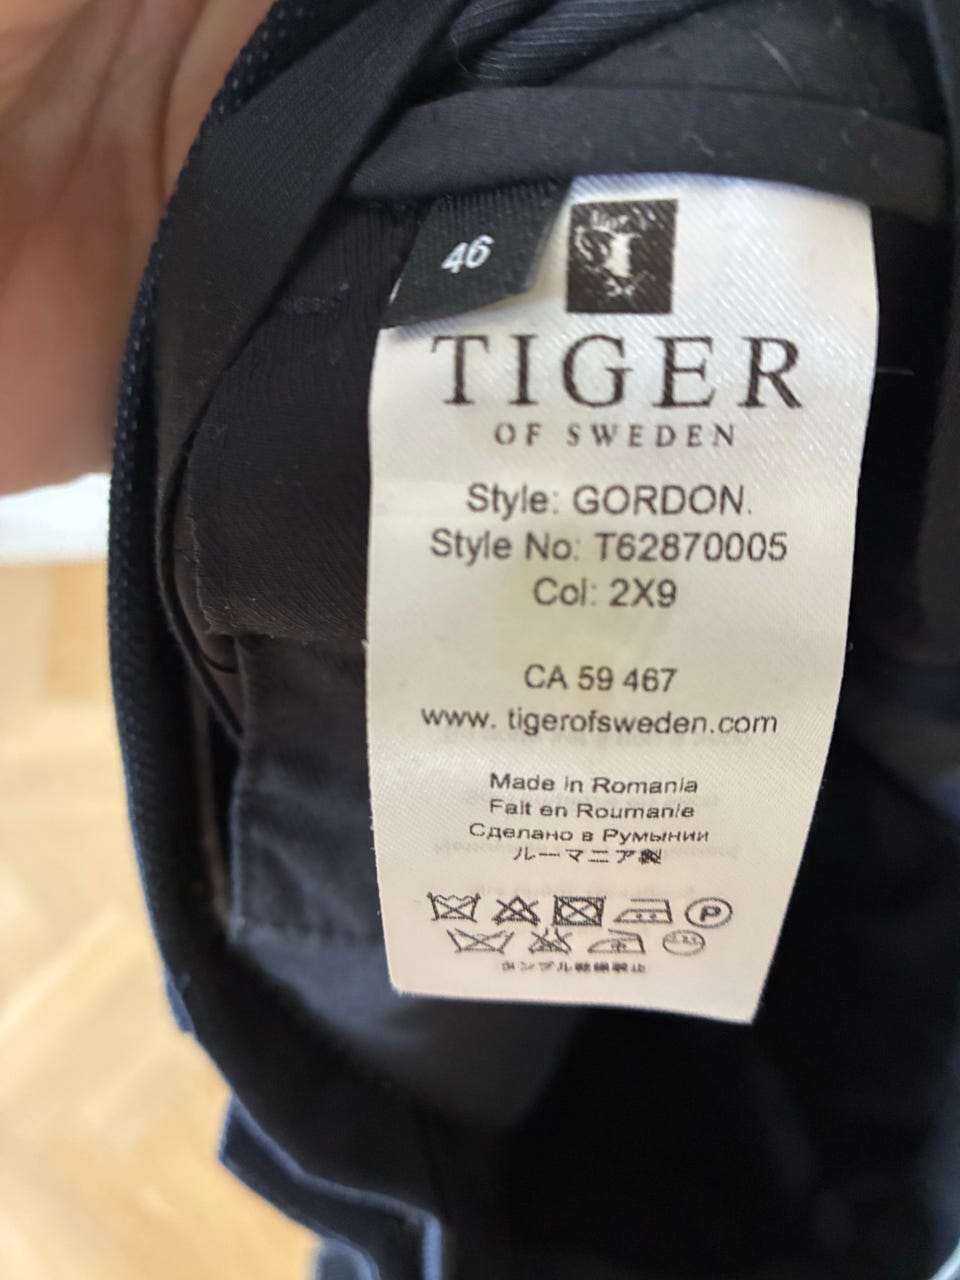 46
TIGER
OF SWEDEN
Style: GORDON.
Style No: T62870005
Col: 2X9
CA 59 467
www. tigerofsweden.com
Made in Romania
Fait en Roumanie
Сделано в Румынии
ルーマニア製
P